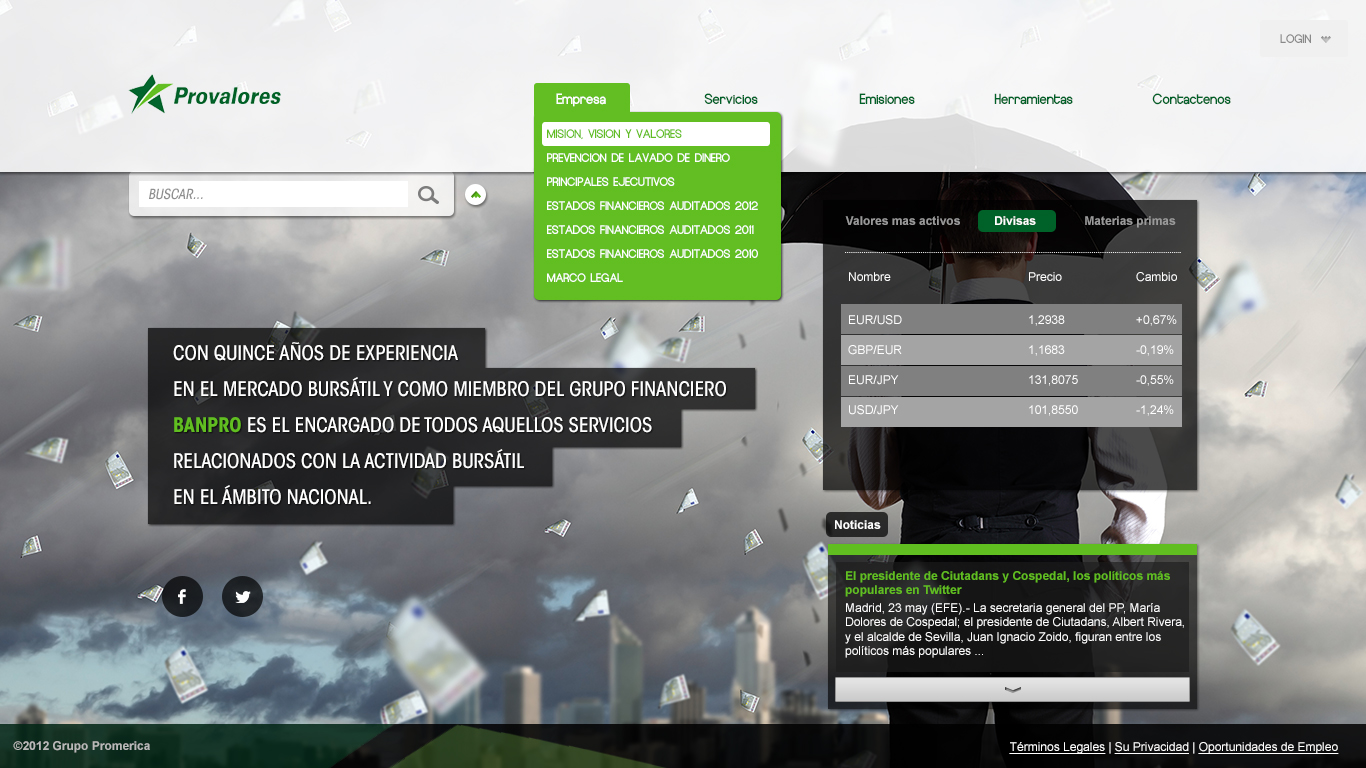 LOGIN
Provalores
Empresa
Servicios
Emisiones
Herramientas
Contactenos
MISION, VISION Y VALORES
PREVENCION DE LAVADO DE DINERO
PRINCIPALES EJECUTIVOS
ESTADOS FINANCIEROS AUDITADOS 2012
ESTADOS FINANCIEROS AUDITADOS 2011
ESTADOS FINANCIEROS AUDITADOS 2010
MARCO LEGAL
BUSCAR...
CON QUINCE AÑOS DE EXPERIENCIA
EN EL MERCADO BURSÁTIL Y COMO MIEMBRO DEL GRUPO FINANCIERO
BANPRO ES EL ENCARGADO DE TODOS AQUELLOS SERVICIOS
RELACIONADOS CON LA ACTIVIDAD BURSÁTIL
EN EL ÁMBITO NACIONAL.
Valores mas activos Divisas Materias primas
Nombre Precio Cambio
EUR/USD 1,2938 +0,67%
GBP/EUR 1,1683 -0,19%
EUR/JPY 131,8075 -0,55%
USD/JPY 101,8550 -1,24%
Noticias
El presidente de Ciutadans y Cospedal, los políticos más
populares en Twitter
Madrid, 23 may (EFE).- La secretaria general del PP, María
Dolores de Cospedal; el presidente de Ciutadans, Albert Rivera,
y el alcalde de Sevilla, Juan Ignacio Zoido, figuran entre los
políticos más populares ...
©2012 Grupo Promerica
Términos Legales | Su Privacidad | Oportunidades de Empleo